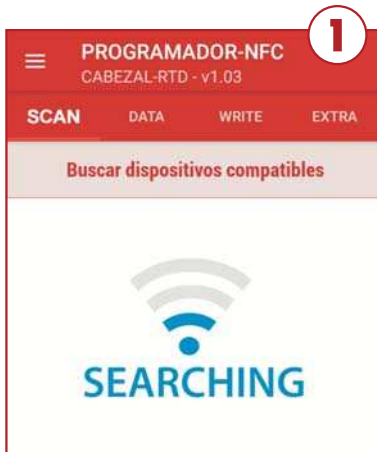 1
PROGRAMADOR-NFC
CABEZAL-RTD - v1.03
SCAN DATA WRITE EXTRA
Buscar dispositivos compatibles
SEARCHING